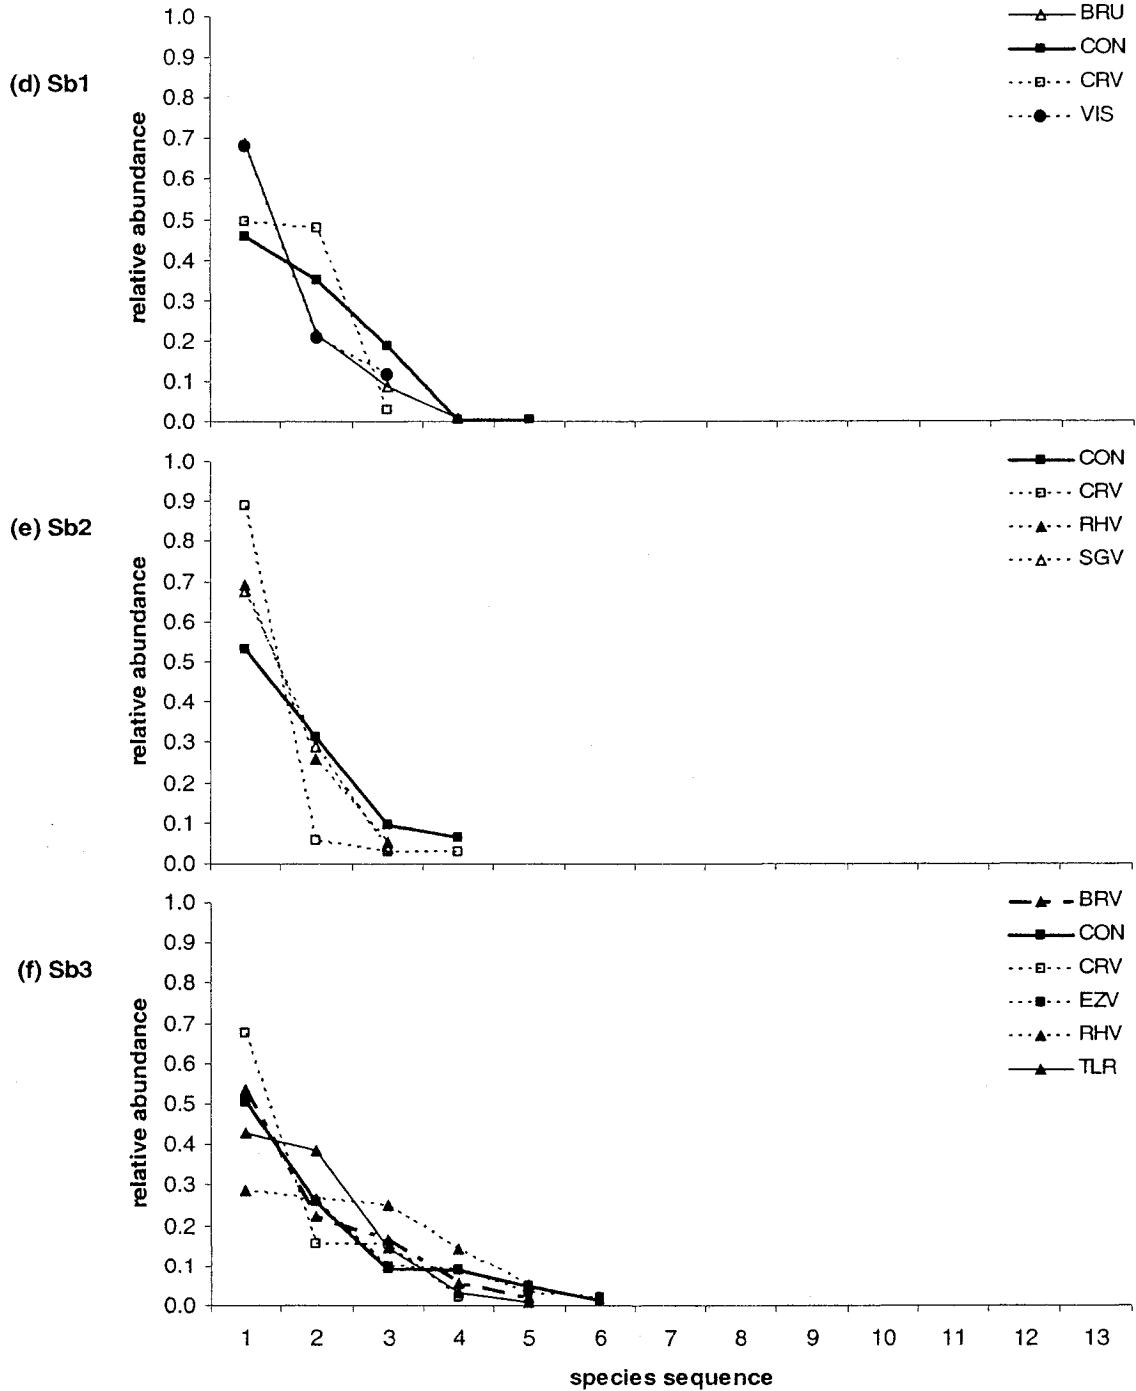 (d) Sb1
relative abundance
1.0
0.9
0.8
0.7
0.6
0.5
0.4
0.3
0.2
0.1
0.0
BRU
CON
CRV
VIS
(e) Sb2
relative abundance
1.0
0.9
0.8
0.7
0.6
0.5
0.4
0.3
0.2
0.1
0.0
CON
CRV
RHV
SGV
(f) Sb3
relative abundance
1.0
0.9
0.8
0.7
0.6
0.5
0.4
0.3
0.2
0.1
0.0
BRV
CON
CRV
EZV
RHV
TLR
1 2 3 4 5 6 7 8 9 10 11 12 13
species sequence